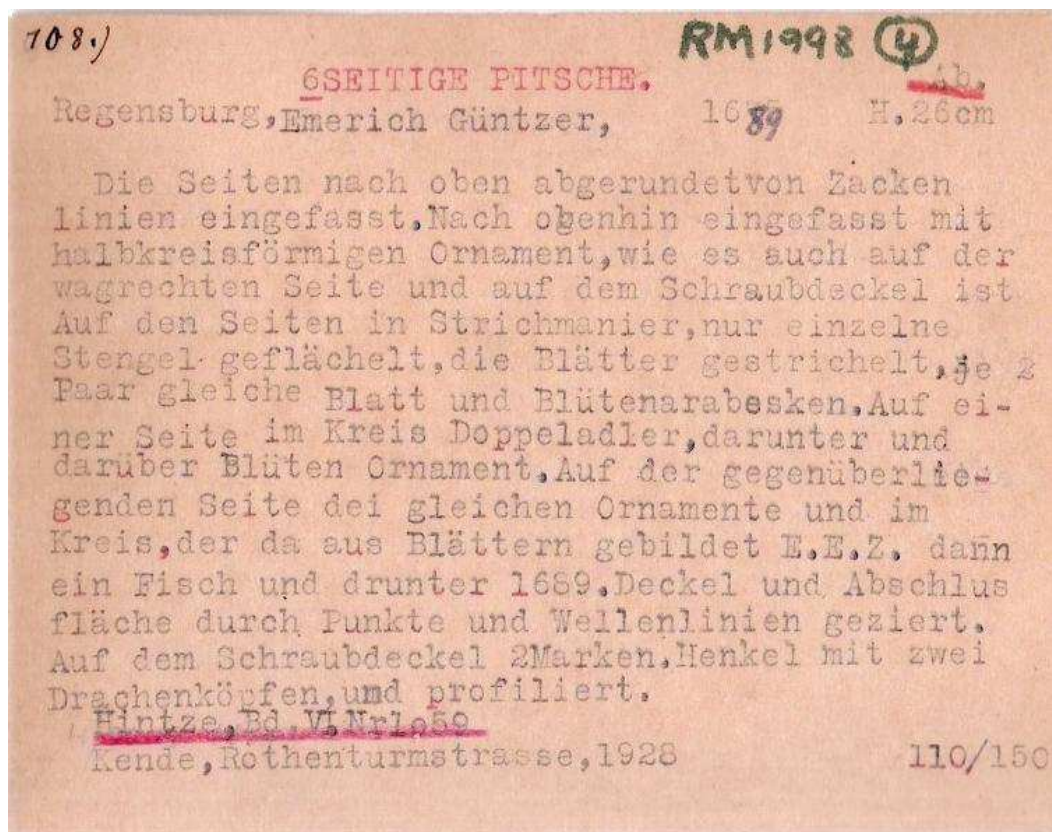 108.)
RM1998 4
6SEITIGE PITSCHE.
Ab.
Regensburg,Emerich Güntzer, 1689 H.26cm
Die Seiten nach oben abgerundetvon Zacken
linien eingefasst.Nach obenhin eingefasst mit
halbkreisförmigen Ornament,wie es auch auf der
wagrechten Seite und auf dem Schraubdeckel ist
Auf den Seiten in Strichmanier,nur einzelne
Stengel geflächelt,die Blätter gestrichelt,je 2
Paar gleiche Blatt und Blütenarabesken.Auf ei-
ner Seite im Kreis Doppeladler,darunter und
darüber Blüten Ornament.Auf der gegenüberlie-
genden Seite dei gleichen Ornamente und im
Kreis,der da aus Blättern gebildet E.E.Z. dann
ein Fisch und drunter 1689.Deckel und Abschlus
fläche durch Punkte und Wellenlinien geziert.
Auf dem Schraubdeckel 2Marken.Henkel mit zwei
Drachenköpfen,und profiliert.
Hintze,Bd.VI.Nr1o59
Kende,Rothenturmstrasse,1928 110/150